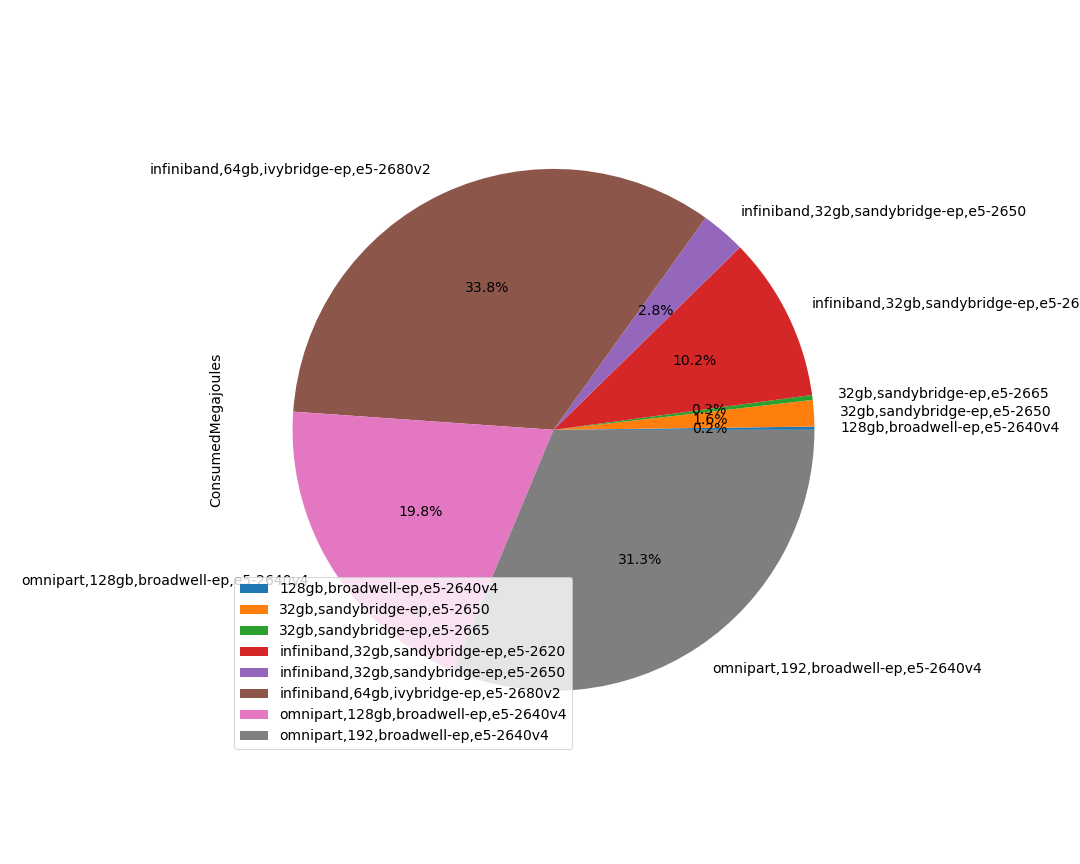 infiniband,64gb,ivybridge-ep,e5-2680v2
infiniband,32gb,sandybridge-ep,e5-2650
infiniband,32gb,sandybridge-ep,e5-26
32gb,sandybridge-ep,e5-2665
32gb,sandybridge-ep,e5-2650
128gb,broadwell-ep,e5-2640v4
33.8%
2.8%
10.2%
0.3%
1.6%
0.2%
19.8%
31.3%
ConsumedMegajoules
omnipart,128gb,broadwell-ep,e5-2640v4
omnipart,192,broadwell-ep,e5-2640v4
128gb,broadwell-ep,e5-2640v4
32gb,sandybridge-ep,e5-2650
32gb,sandybridge-ep,e5-2665
infiniband,32gb,sandybridge-ep,e5-2620
infiniband,32gb,sandybridge-ep,e5-2650
infiniband,64gb,ivybridge-ep,e5-2680v2
omnipart,128gb,broadwell-ep,e5-2640v4
omnipart,192,broadwell-ep,e5-2640v4